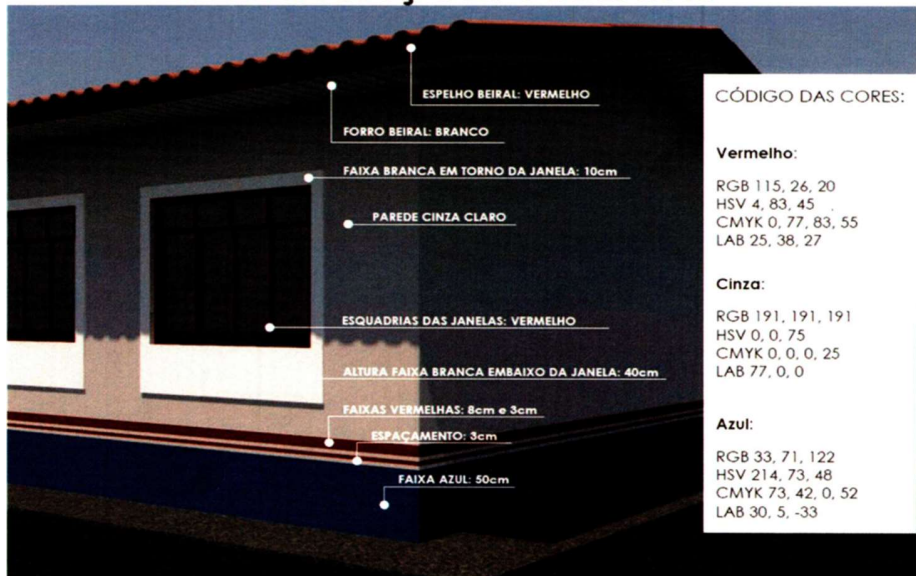 ESPELHO BEIRAL: VERMELHO
FORRO BEIRAL: BRANCO
FAIXA BRANCA EM TORNO DA JANELA: 10cm
PAREDE CINZA CLARO
ESQUADRIAS DAS JANELAS: VERMELHO
ALTURA FAIXA BRANCA EMBAIXO DA JANELA: 40cm
FAIXAS VERMELHAS: 8cm e 3cm
ESPAÇAMENTO: 3cm
FAIXA AZUL: 50cm
CÓDIGO DAS CORES:
Vermelho:
RGB 115, 26, 20
HSV 4, 83, 45
CMYK 0, 77, 83, 55
LAB 25, 38, 27
Cinza:
RGB 191, 191, 191
HSV 0, 0, 75
CMYK 0, 0, 0, 25
LAB 77, 0, 0
Azul:
RGB 33, 71, 122
HSV 214, 73, 48
CMYK 73, 42, 0, 52
LAB 30, 5, -33